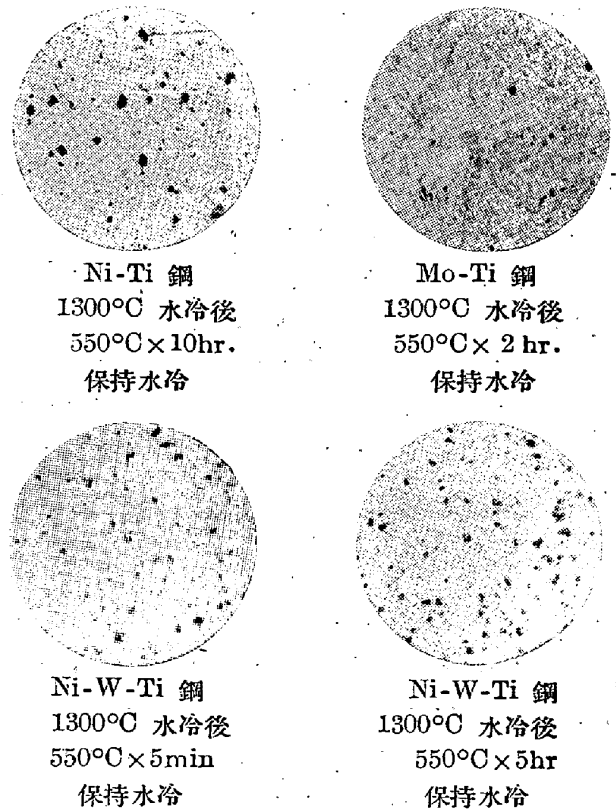 Ni-Ti 鋼
1300°C 水冷後
550°C×10hr.
保持水冷
Mo-Ti 鋼
1300°C 水冷後
550°C× 2 hr.
保持水冷
Ni-W-Ti 鋼
1300°C 水冷後
550°C×5min
保持水冷
Ni-W-Ti 鋼
1300°C 水冷後
550°C×5hr
保持水冷